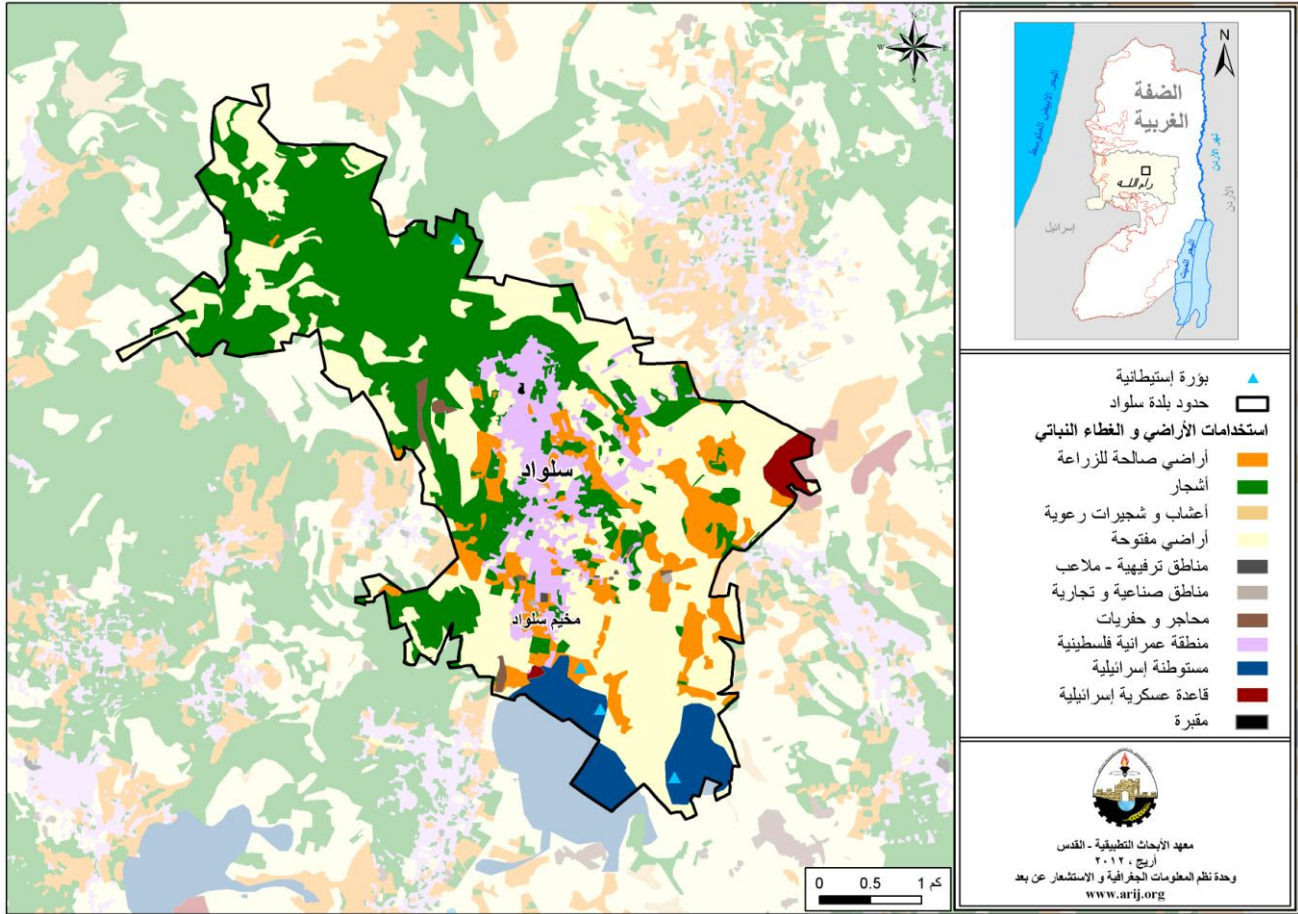 N
W E
S
سلواد
مخيم سلواد
0 0.5 1 كم
N
البحر الأبيض المتوسط
الضفة
الغربية
نهر الأردن
رام الله
الأردن
إسرائيل
البحر الميت
بؤرة إستيطانية
حدود بلدة سلواد
استخدامات الأراضي و الغطاء النباتي
أراضي صالحة للزراعة
أشجار
أعشاب و شجيرات رعوية
أراضي مفتوحة
مناطق ترفيهية - ملاعب
مناطق صناعية و تجارية
محاجر و حفريات
منطقة عمرانية فلسطينية
مستوطنة إسرائيلية
قاعدة عسكرية إسرائيلية
مقبرة
معهد الأبحاث التطبيقية - القدس
أريج ، ٢٠١٢
وحدة نظم المعلومات الجغرافية و الاستشعار عن بعد
www.arij.org